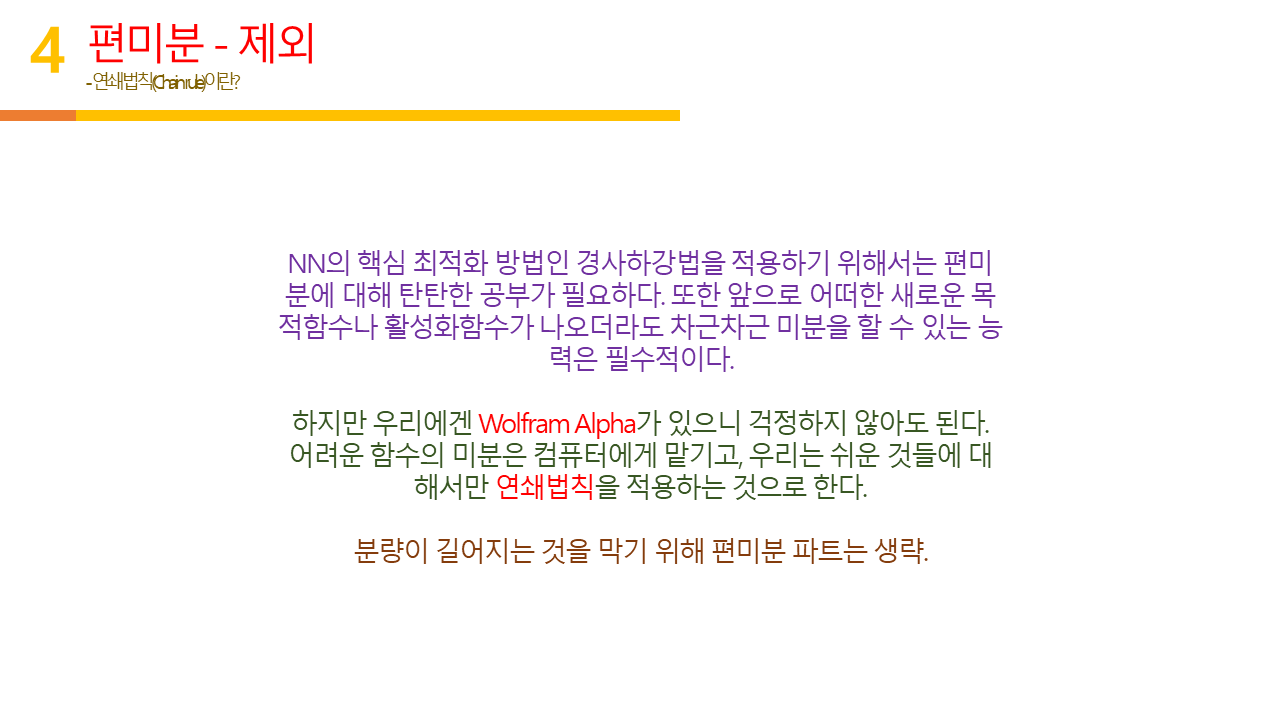 4
편미분 - 제외
- 연쇄법칙(Chain rule)이란?
NN의 핵심 최적화 방법인 경사하강법을 적용하기 위해서는 편미
분에 대해 탄탄한 공부가 필요하다. 또한 앞으로 어떠한 새로운 목
적함수나 활성화함수가 나오더라도 차근차근 미분을 할 수 있는 능
력은 필수적이다.
하지만 우리에겐 Wolfram Alpha가 있으니 걱정하지 않아도 된다.
어려운 함수의 미분은 컴퓨터에게 맡기고, 우리는 쉬운 것들에 대
해서만 연쇄법칙을 적용하는 것으로 한다.
분량이 길어지는 것을 막기 위해 편미분 파트는 생략.